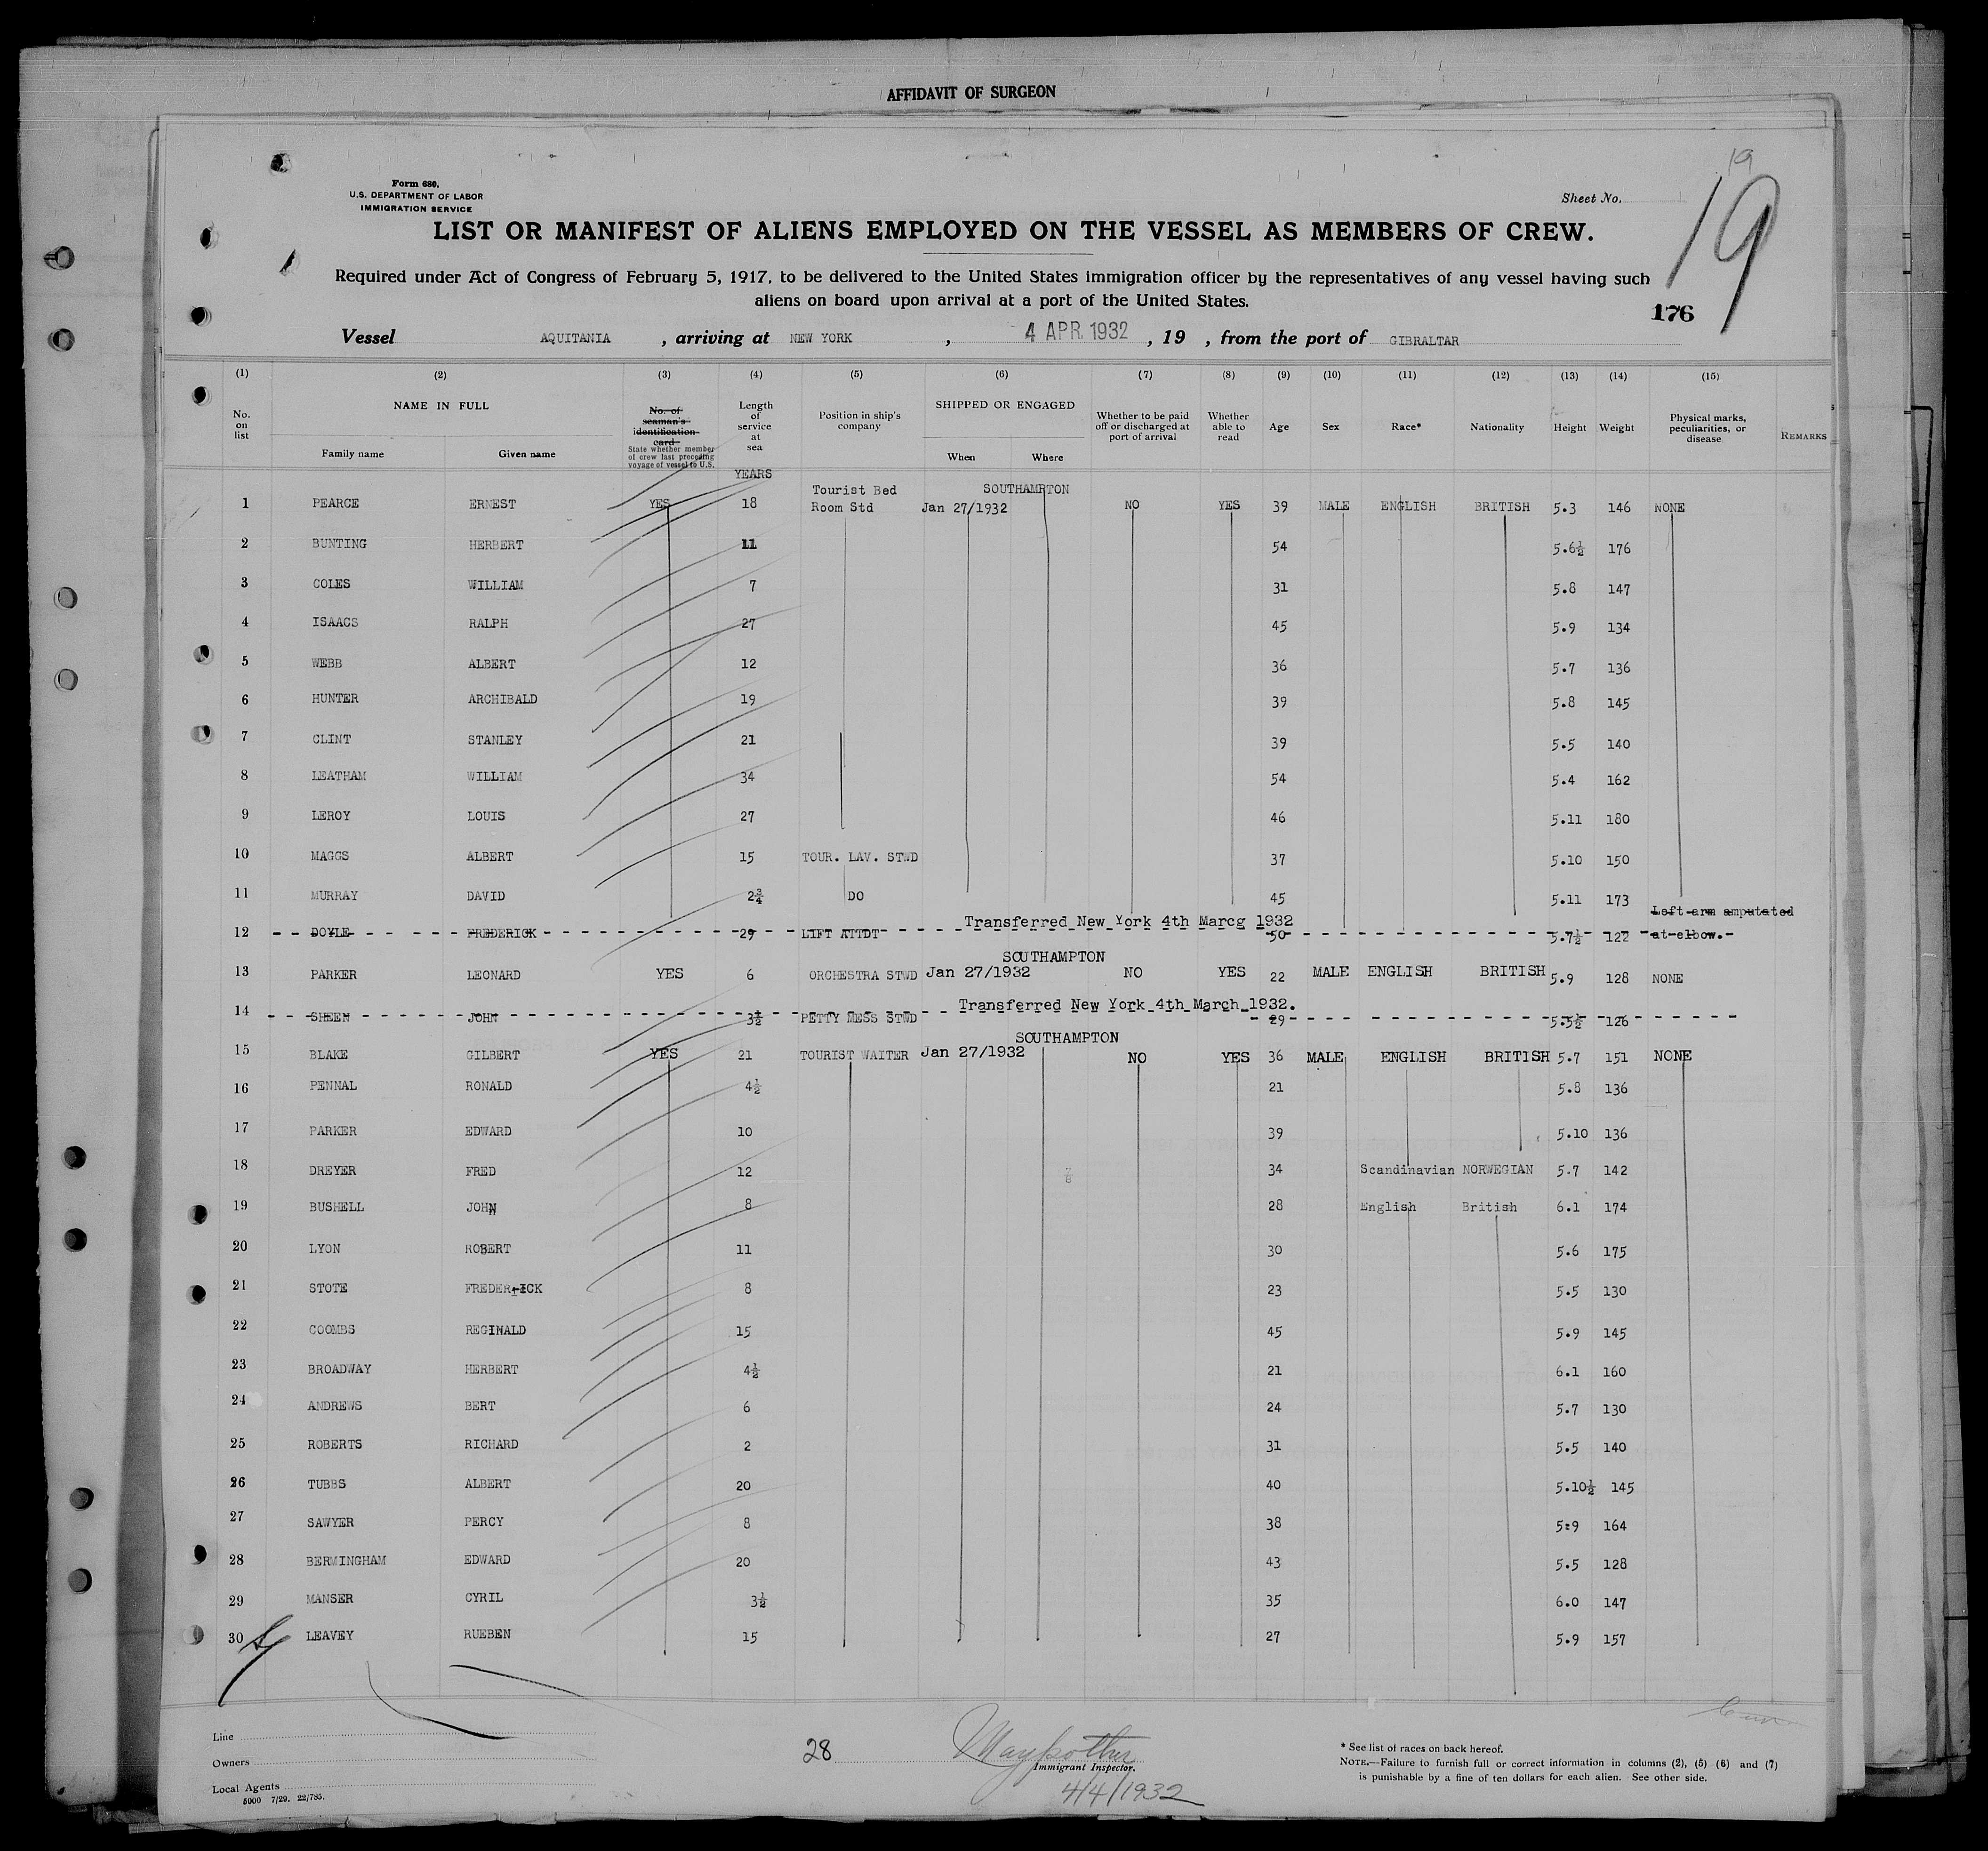 AFFIDAVIT OF SURGEON
19
Form 680.
U.S. DEPARTMENT OF LABOR
IMMIGRATION SERVICE
Sheet No.
19
LIST OR MANIFEST OF ALIENS EMPLOYED ON THE VESSEL AS MEMBERS OF CREW.
Required under Act of Congress of February 5, 1917, to be delivered to the United States immigration officer by the representatives of any vessel having such
aliens on board upon arrival at a port of the United States.
176
Vessel AQUITANIA , arriving at NEW YORK , 4 APR 1932 , 19 , from the port of GIBRALTAR
(1) (2) (3) (4) (5) (6) (7) (8) (9) (10) (11) (12) (13) (14) (15)
No. on list
NAME IN FULL
Family name Given name
No. of seaman's identification card
State whether member of crew last preceding voyage of vessel to U.S.
Length of service at sea
YEARS
Position in ship's company
SHIPPED OR ENGAGED
When Where
Whether to be paid off or discharged at port of arrival
Whether able to read
Age Sex Race* Nationality Height Weight
Physical marks, peculiarities, or disease
REMARKS
Tourist Bed SOUTHAMPTON
1 PEARCE ERNEST YES 18 Room Std Jan 27/1932 NO YES 39 MALE ENGLISH BRITISH 5.3 146 NONE
2 BUNTING HERBERT 11 54 5.6½ 176
3 COLES WILLIAM 7 31 5.8 147
4 ISAACS RALPH 27 45 5.9 134
5 WEBB ALBERT 12 36 5.7 136
6 HUNTER ARCHIBALD 19 39 5.8 145
7 CLINT STANLEY 21 39 5.5 140
8 LEATHAM WILLIAM 34 54 5.4 162
9 LEROY LOUIS 27 46 5.11 180
10 MAGGS ALBERT 15 TOUR. LAV. STWD 37 5.10 150
11 MURRAY DAVID 2¾ DO 45 5.11 173
Transferred New York 4th Marcg 1932 Left arm amputated
12 DOYLE FREDERICK 29 LIFT ATTDT 50 5.7½ 122 at elbow.
SOUTHAMPTON
13 PARKER LEONARD YES 6 ORCHESTRA STWD Jan 27/1932 NO YES 22 MALE ENGLISH BRITISH 5.9 128 NONE
Transferred New York 4th March 1932.
14 SHEEN JOHN 3½ PETTY MESS STWD 29 5.5½ 126
SOUTHAMPTON
15 BLAKE GILBERT YES 21 TOURIST WAITER Jan 27/1932 NO YES 36 MALE ENGLISH BRITISH 5.7 151 NONE
16 PENNAL RONALD 4½ 21 5.8 136
17 PARKER EDWARD 10 39 5.10 136
18 DREYER FRED 12 34 Scandinavian NORWEGIAN 5.7 142
19 BUSHELL JOHN 8 28 English British 6.1 174
20 LYON ROBERT 11 30 5.6 175
21 STOTE FREDERICK 8 23 5.5 130
22 COOMBS REGINALD 15 45 5.9 145
23 BROADWAY HERBERT 4½ 21 6.1 160
24 ANDREWS BERT 6 24 5.7 130
25 ROBERTS RICHARD 2 31 5.5 140
26 TUBBS ALBERT 20 40 5.10½ 145
27 SAWYER PERCY 8 38 5:9 164
28 BERMINGHAM EDWARD 20 43 5.5 128
29 MANSER CYRIL 3½ 35 6.0 147
30 LEAVEY RUEBEN 15 27 5.9 157
Line
Owners
Local Agents
5000 7/29. 22/785.
28
Immigrant Inspector.
4/4/1932
* See list of races on back hereof.
NOTE.—Failure to furnish full or correct information in columns (2), (5) (6) and (7)
is punishable by a fine of ten dollars for each alien. See other side.